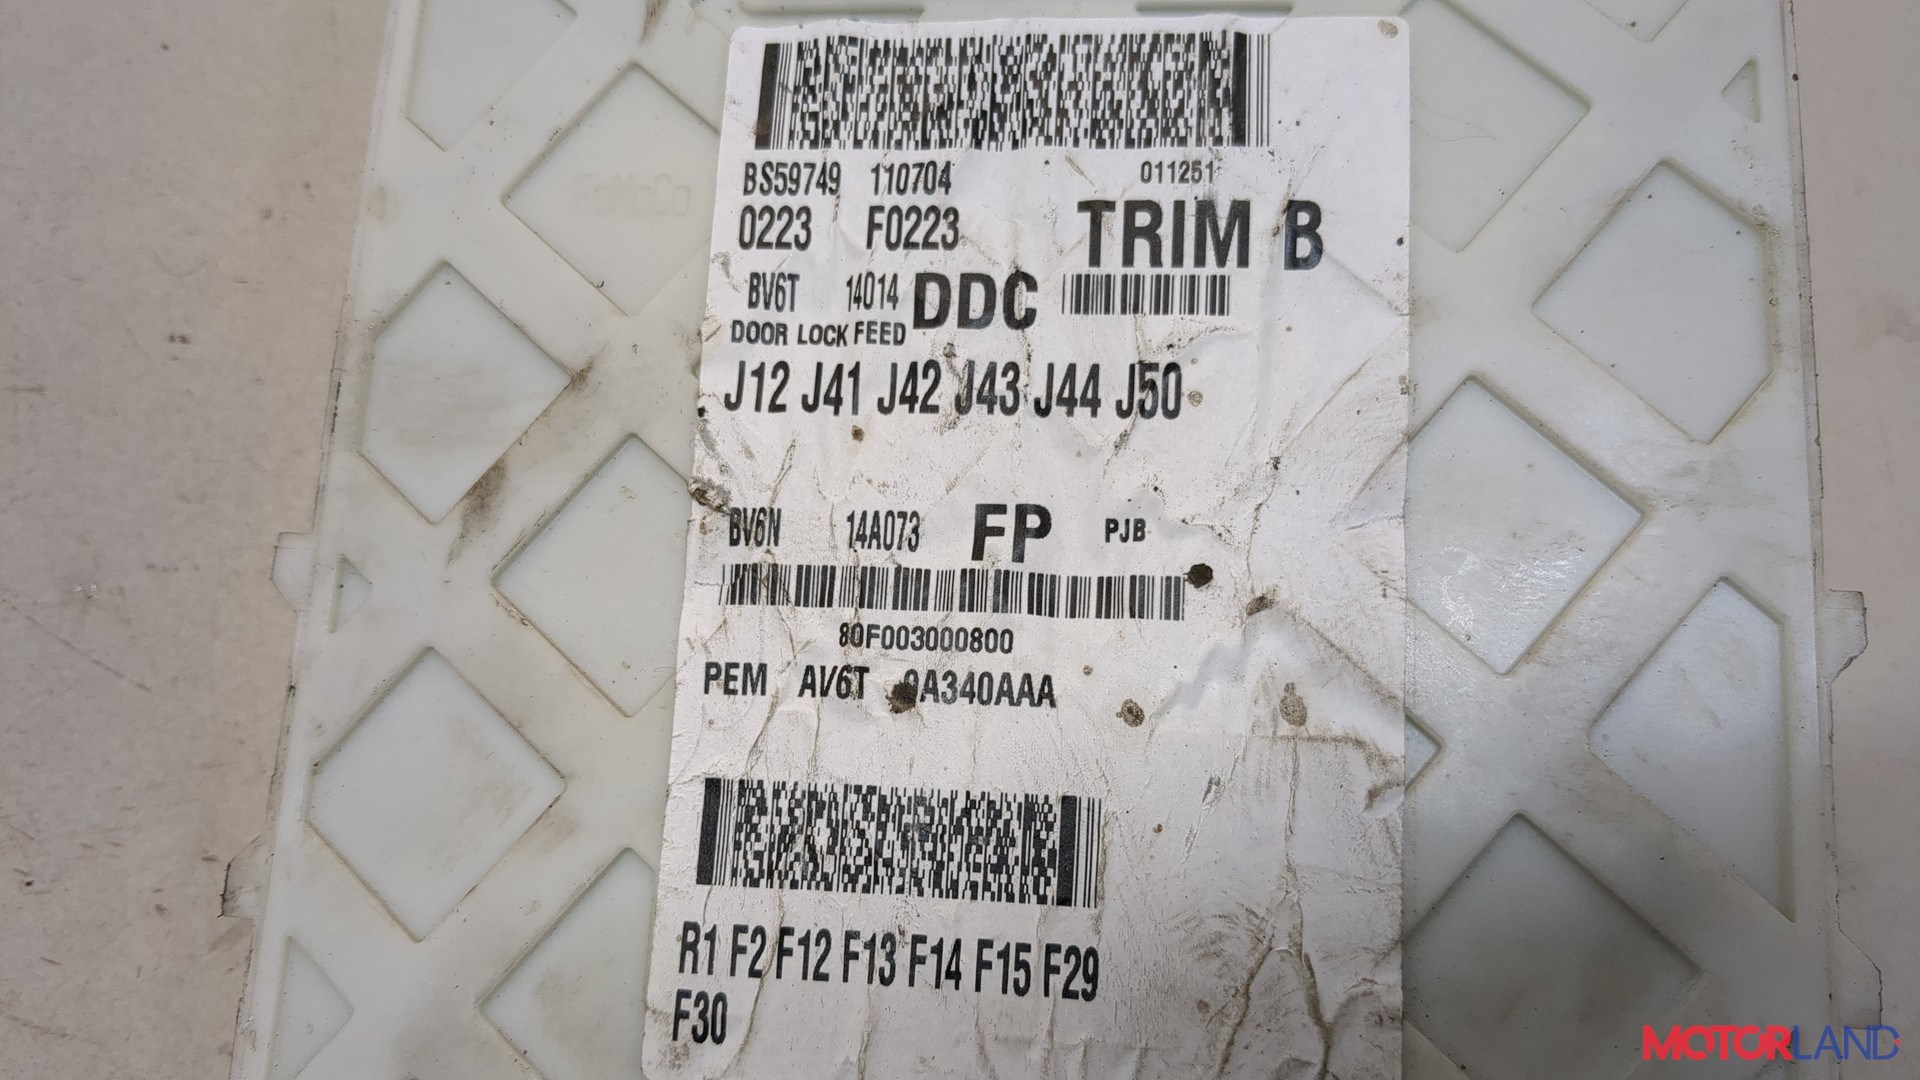 BS59749 110704 011251
0223 F0223 TRIM B
BV6T 14014 DDC
DOOR LOCK FEED
J12 J41 J42 J43 J44 J50
BV6N 14A073 FP PJB
80F003000800
PEM AV6T 9A340AAA
R1 F2 F12 F13 F14 F15 F29
F30
MOTORLAND